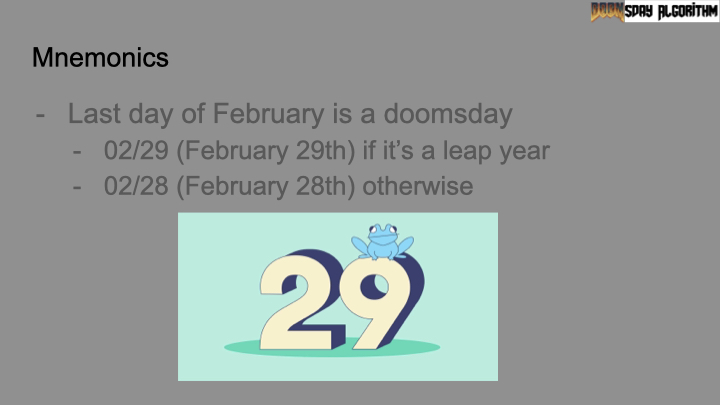 DOOMSDAY ALGORITHM
Mnemonics
- Last day of February is a doomsday
- 02/29 (February 29th) if it’s a leap year
- 02/28 (February 28th) otherwise
29